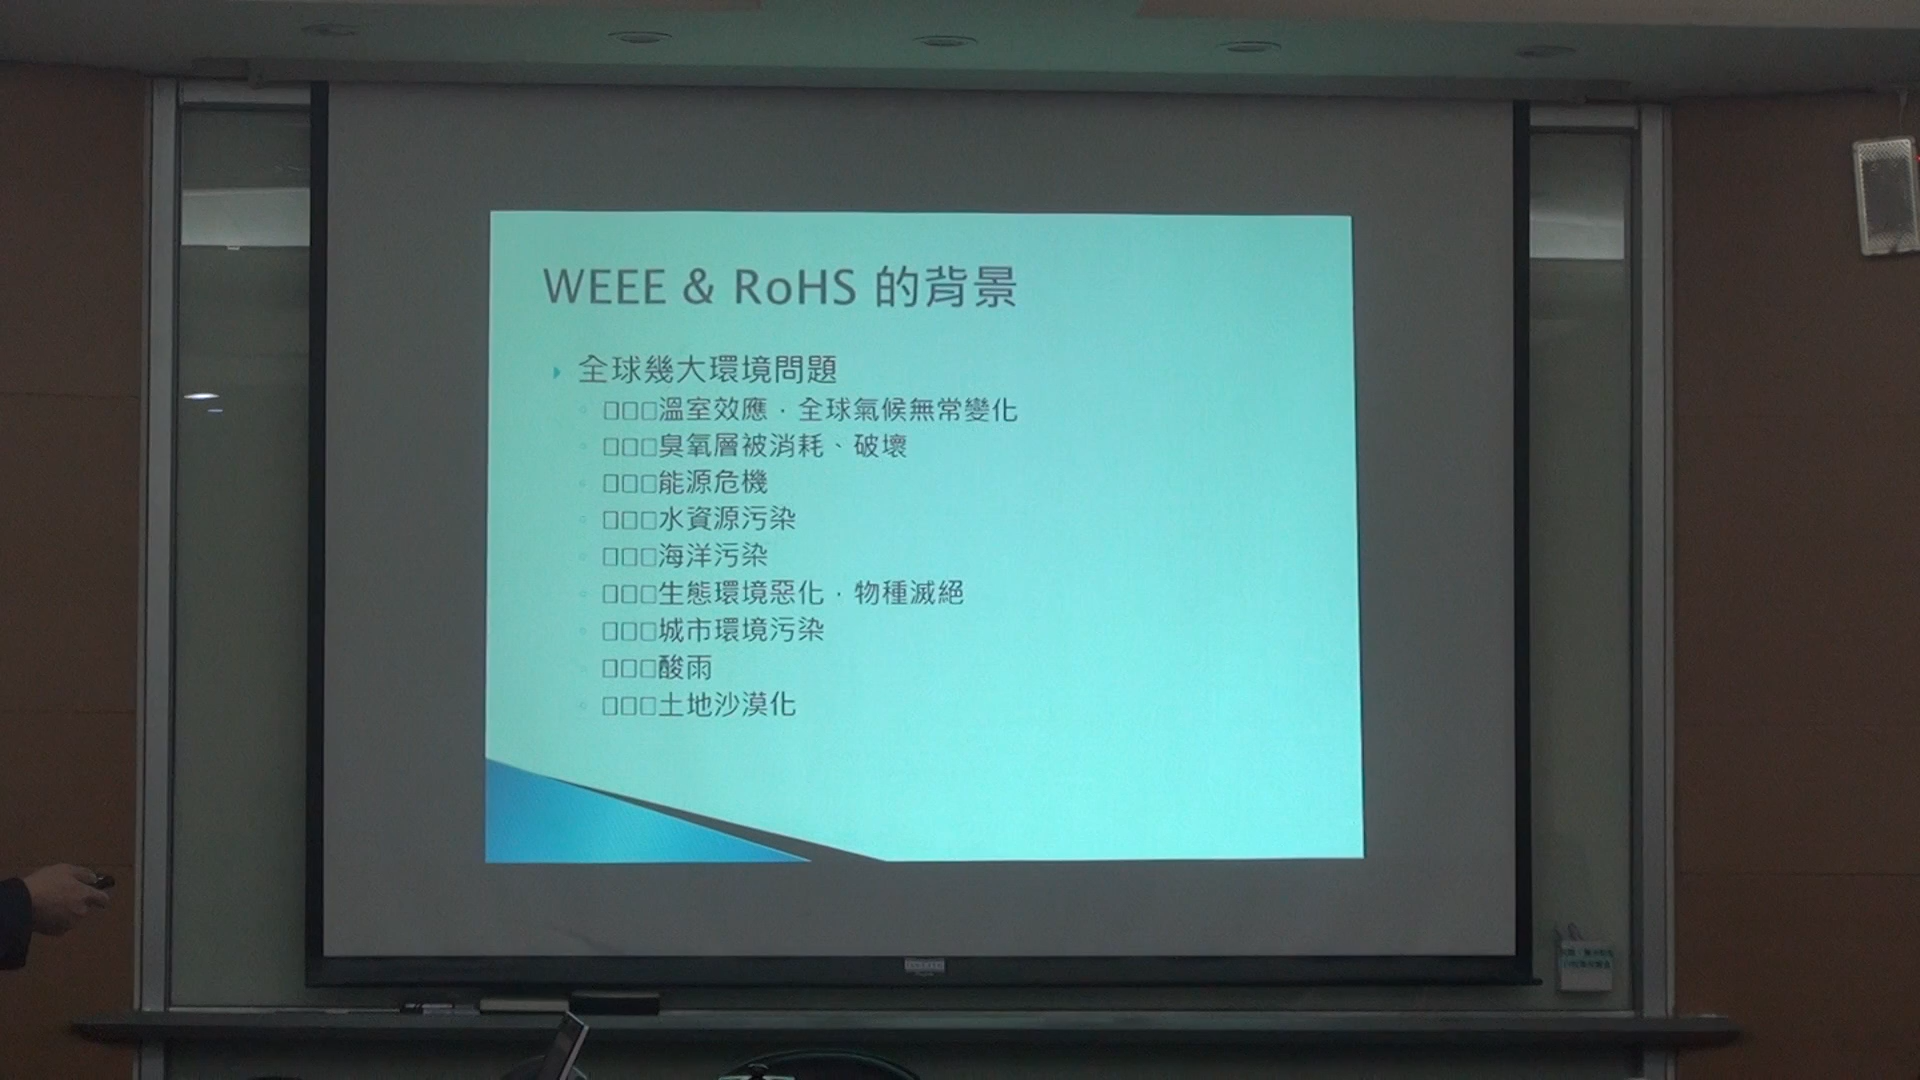 WEEE & RoHS 的背景
全球幾大環境問題
□□□溫室效應，全球氣候無常變化
□□□臭氧層被消耗、破壞
□□□能源危機
□□□水資源污染
□□□海洋污染
□□□生態環境惡化，物種滅絕
□□□城市環境污染
□□□酸雨
□□□土地沙漠化